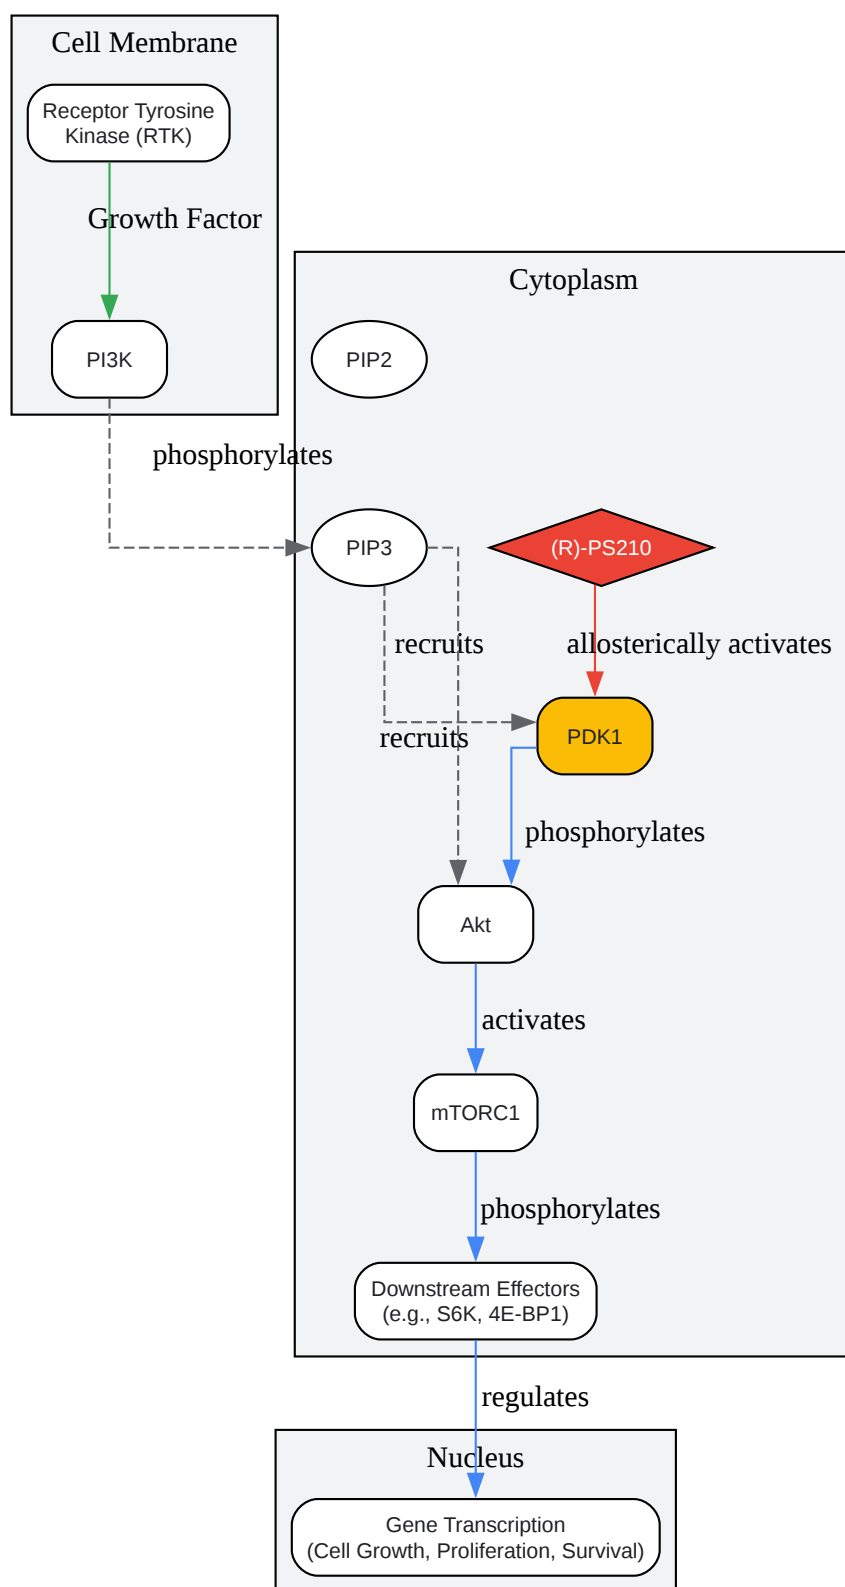 Cell Membrane
Receptor Tyrosine
Kinase (RTK)
Growth Factor
Cytoplasm
PI3K
PIP2
phosphorylates
PIP3
(R)-PS210
recruits
allosterically activates
recruits
PDK1
phosphorylates
Akt
activates
mTORC1
phosphorylates
Downstream Effectors
(e.g., S6K, 4E-BP1)
regulates
Nucleus
Gene Transcription
(Cell Growth, Proliferation, Survival)